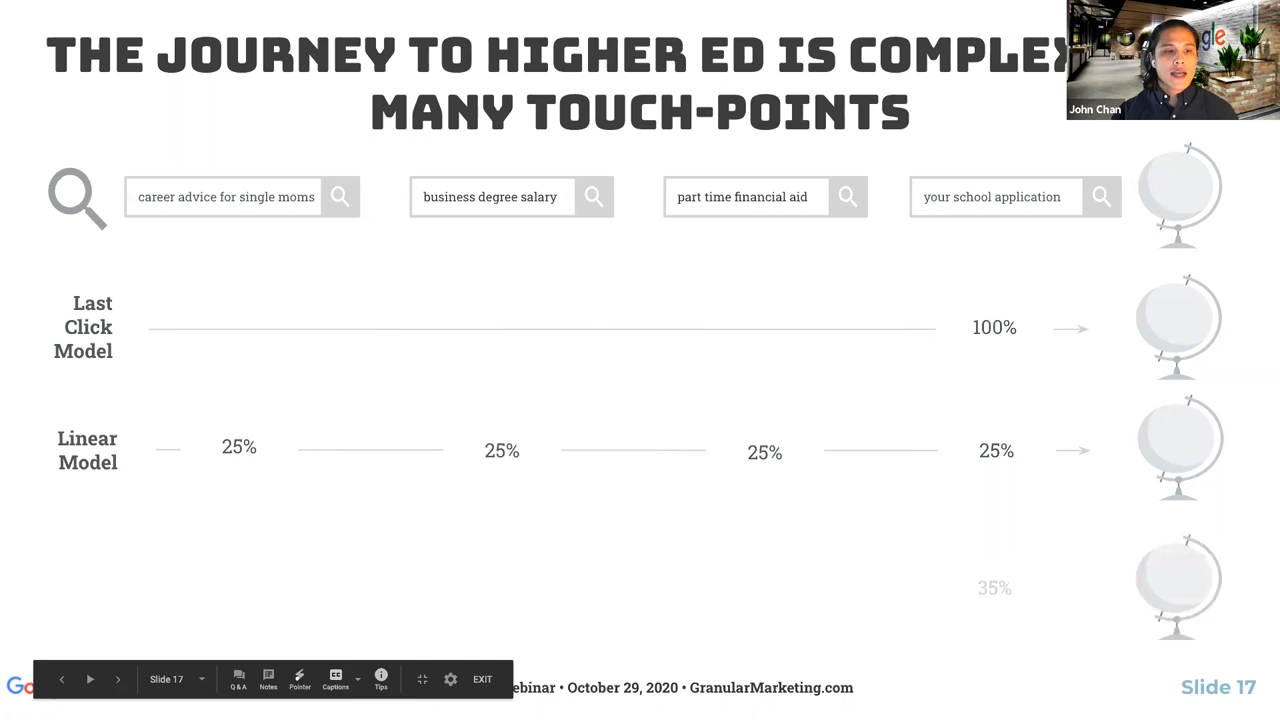 THE JOURNEY TO HIGHER ED IS COMPLEX
MANY TOUCH-POINTS
gle
John Chan
career advice for single moms
business degree salary
part time financial aid
your school application
Last
Click
Model
100%
Linear
Model
25%
25%
25%
25%
35%
Slide 17
Q & A
Notes
Pointer
Captions
Tips
EXIT
Go
ebinar • October 29, 2020 • GranularMarketing.com
Slide 17